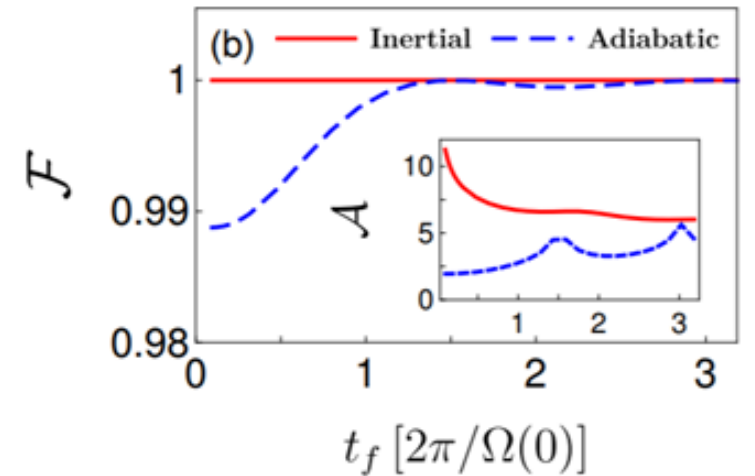 (b) Inertial Adiabatic
1
0.99
0.98
ℱ
10
5
0
𝒜
1 2 3
0 1 2 3
t_f [2π/Ω(0)]